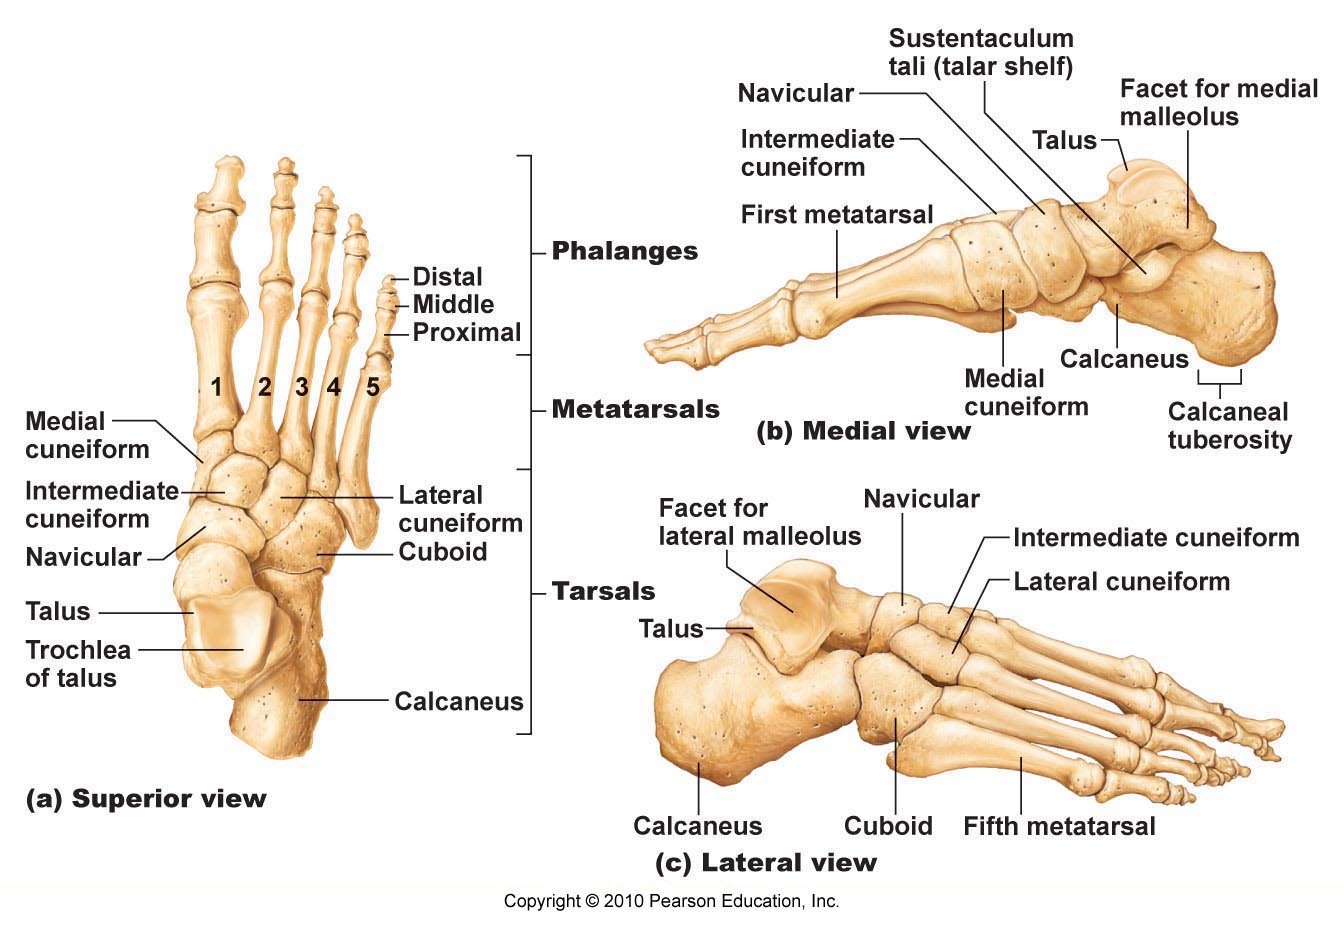 Phalanges
Distal
Middle
Proximal
1 2 3 4 5
Metatarsals
Medial
cuneiform
Intermediate
cuneiform
Navicular
Lateral
cuneiform
Cuboid
Tarsals
Talus
Trochlea
of talus
Calcaneus
(a) Superior view
Sustentaculum
tali (talar shelf)
Navicular
Facet for medial
malleolus
Intermediate
cuneiform
Talus
First metatarsal
Calcaneus
Medial
cuneiform
Calcaneal
tuberosity
(b) Medial view
Navicular
Facet for
lateral malleolus
Intermediate cuneiform
Lateral cuneiform
Talus
Calcaneus
Cuboid
Fifth metatarsal
(c) Lateral view
Copyright © 2010 Pearson Education, Inc.